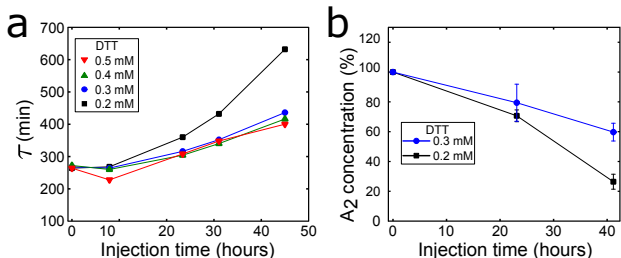 a
700
600
500
400
300
200
100
𝒯 (min)
DTT
0.5 mM
0.4 mM
0.3 mM
0.2 mM
0 10 20 30 40 50
Injection time (hours)
b
120
100
80
60
40
20
0
A2 concentration (%)
DTT
0.3 mM
0.2 mM
0 10 20 30 40
Injection time (hours)